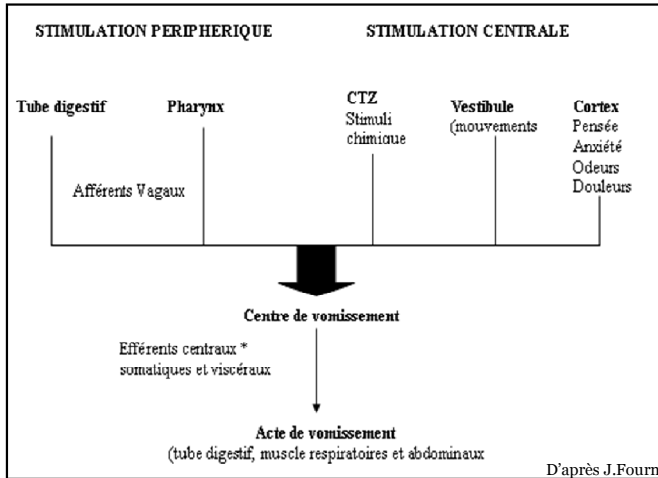 STIMULATION PERIPHERIQUE
STIMULATION CENTRALE
Tube digestif
Pharynx
CTZ
Stimuli
chimique
Vestibule
(mouvements
Cortex
Pensée
Anxiété
Odeurs
Douleurs
Afférents Vagaux
Centre de vomissement
Efférents centraux *
somatiques et viscéraux
Acte de vomissement
(tube digestif, muscle respiratoires et abdominaux
D'après J.Fourn